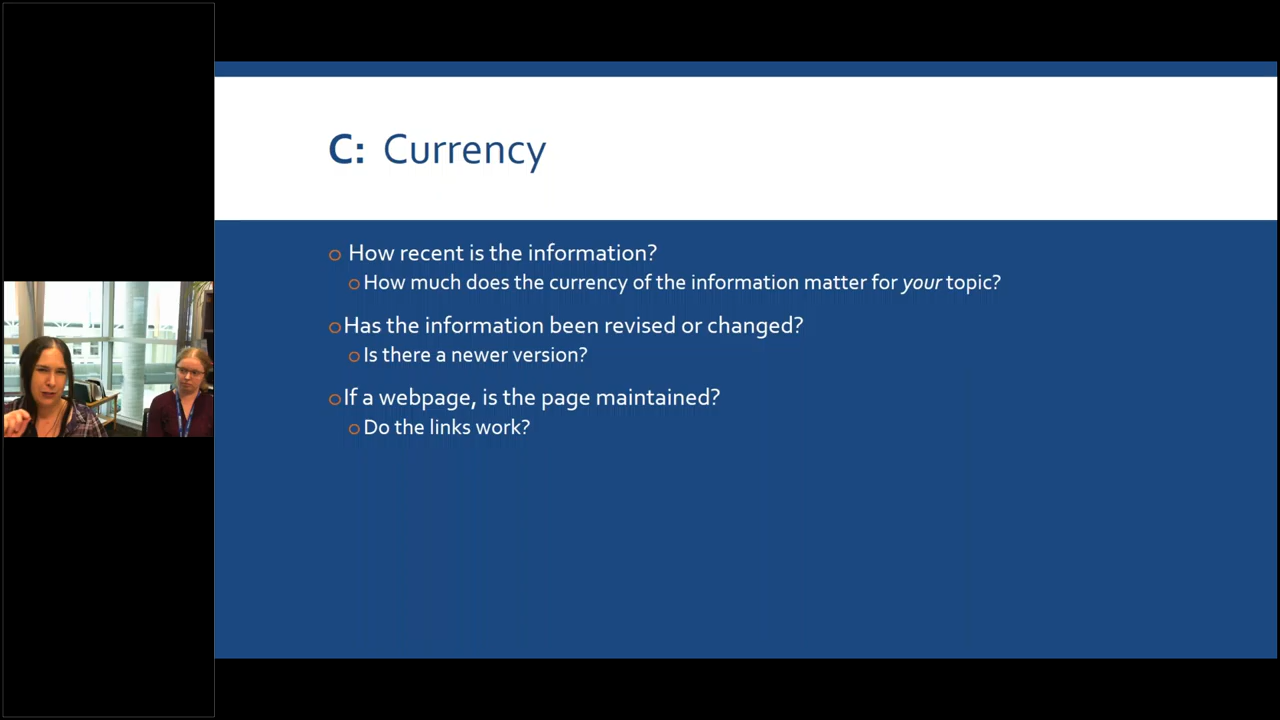 C: Currency
o How recent is the information?
o How much does the currency of the information matter for your topic?
o Has the information been revised or changed?
o Is there a newer version?
o If a webpage, is the page maintained?
o Do the links work?